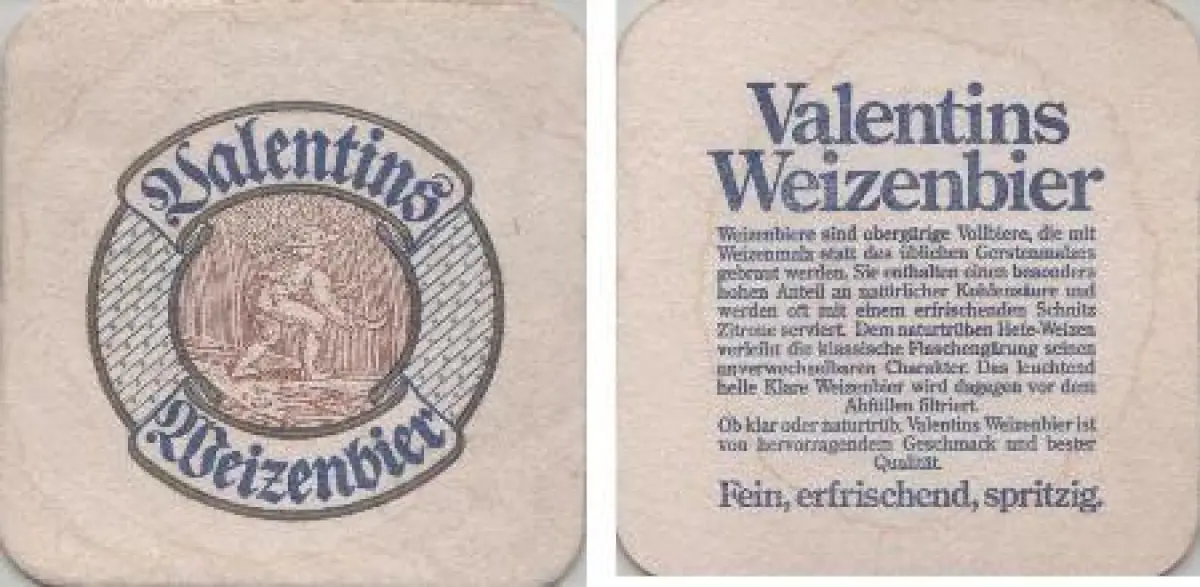 Valentins
Weizenbier
Valentins
Weizenbier
Weizenbiere sind obergärige Vollbiere, die mit
Weizenmalz statt des üblichen Gerstenmalzes
gebraut werden. Sie enthalten einen besonders
hohen Anteil an natürlicher Kohlensäure und
werden oft mit einem erfrischenden Schnitz
Zitrone serviert. Dem naturtrüben Hefe-Weizen
verleiht die klassische Flaschengärung seinen
unverwechselbaren Charakter. Das leuchtend
helle Klare Weizenbier wird dagagen vor dem
Abfüllen filtriert.
Ob klar oder naturtrüb, Valentins Weizenbier ist
von hervorragendem Geschmack und bester
Qualität.
Fein, erfrischend, spritzig.